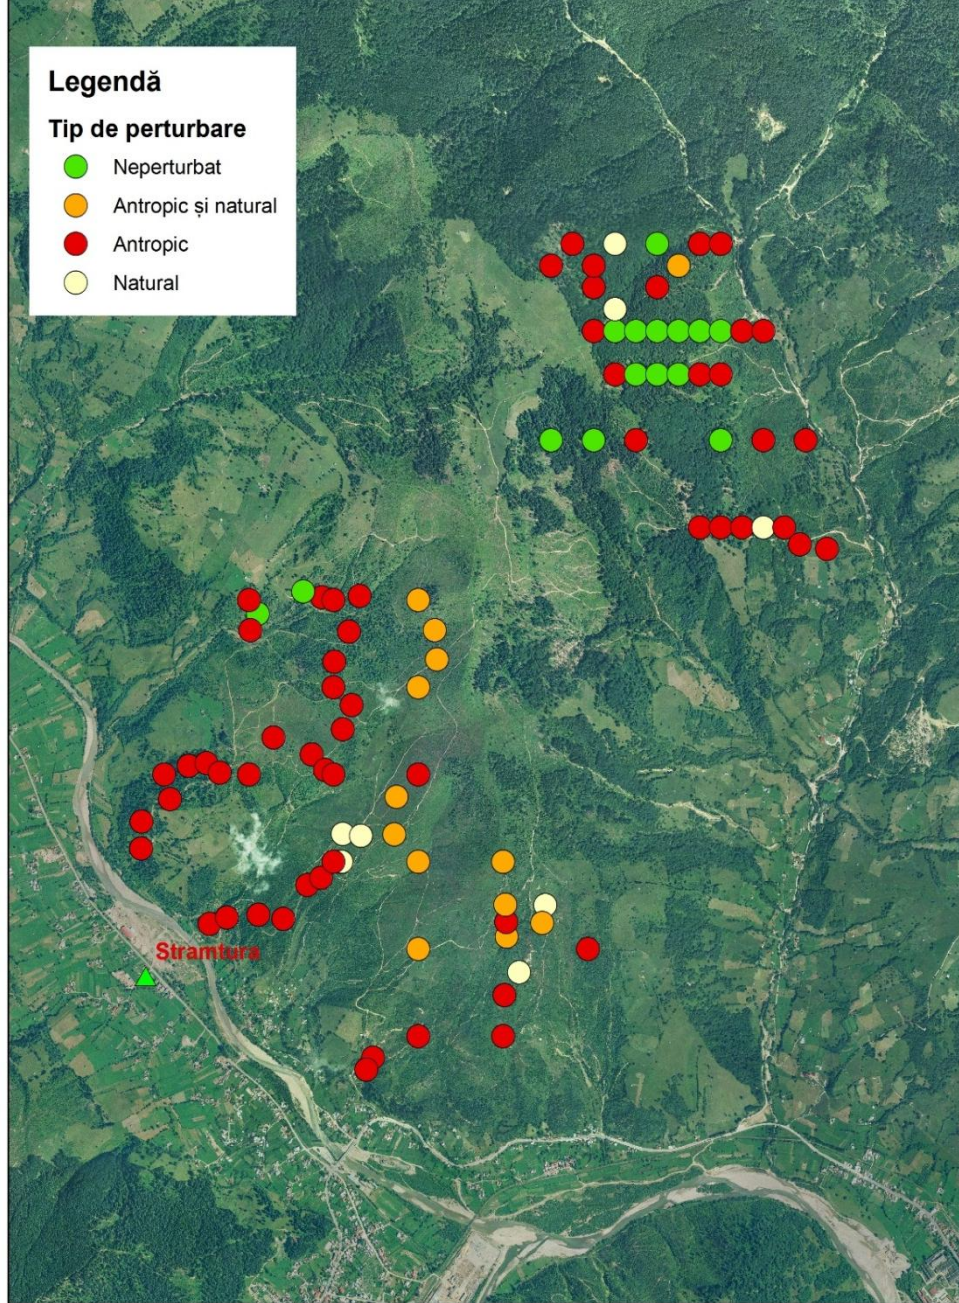 Legendă
Tip de perturbare
Neperturbat
Antropic și natural
Antropic
Natural
Stramtura